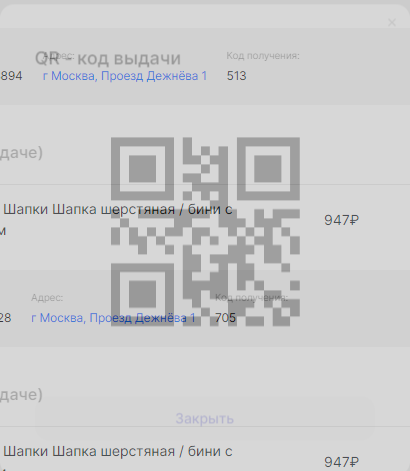 ×
Адрес:
Код получения:
QR - код выдачи
894
г Москва, Проезд Дежнёва 1
513
даче)
Шапки Шапка шерстяная / бини с
947₽
м
Адрес:
Код получения:
28
г Москва, Проезд Дежнёва 1
705
даче)
Закрыть
Шапки Шапка шерстяная / бини с
947₽